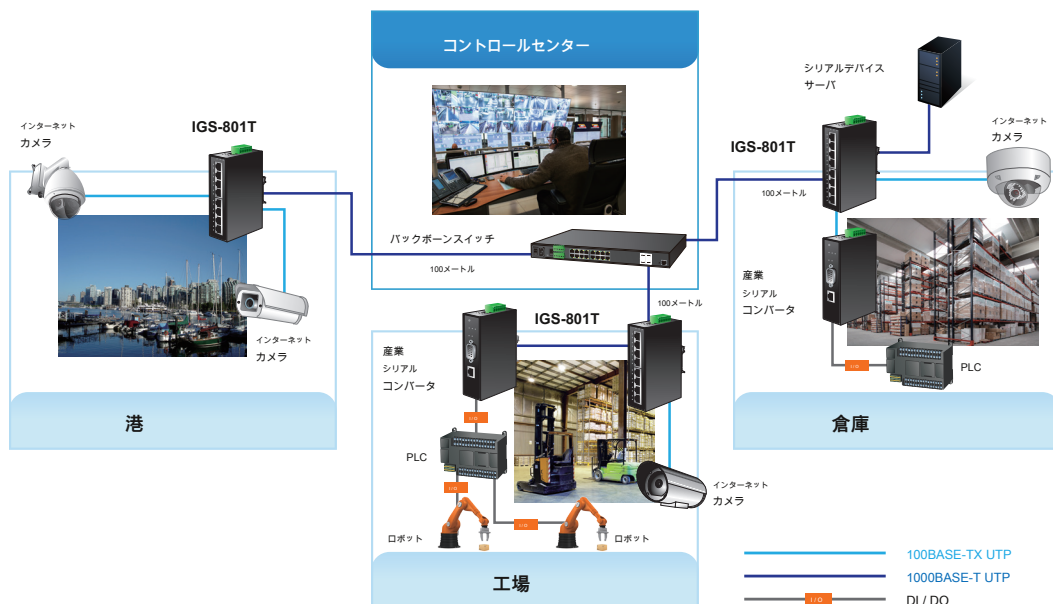 コントロールセンター
シリアルデバイス
サーバ
インターネット
カメラ
IGS-801T
IGS-801T
インターネット
カメラ
100メートル
バックボーンスイッチ
100メートル
産業
シリアル
コンバータ
100メートル
IGS-801T
インターネット
カメラ
産業
シリアル
コンバータ
I/O
PLC
港
I/O
倉庫
PLC
I/O
インターネット
カメラ
I/O
ロボット
ロボット
100BASE-TX UTP
工場
1000BASE-T UTP
I/O
DI / DO